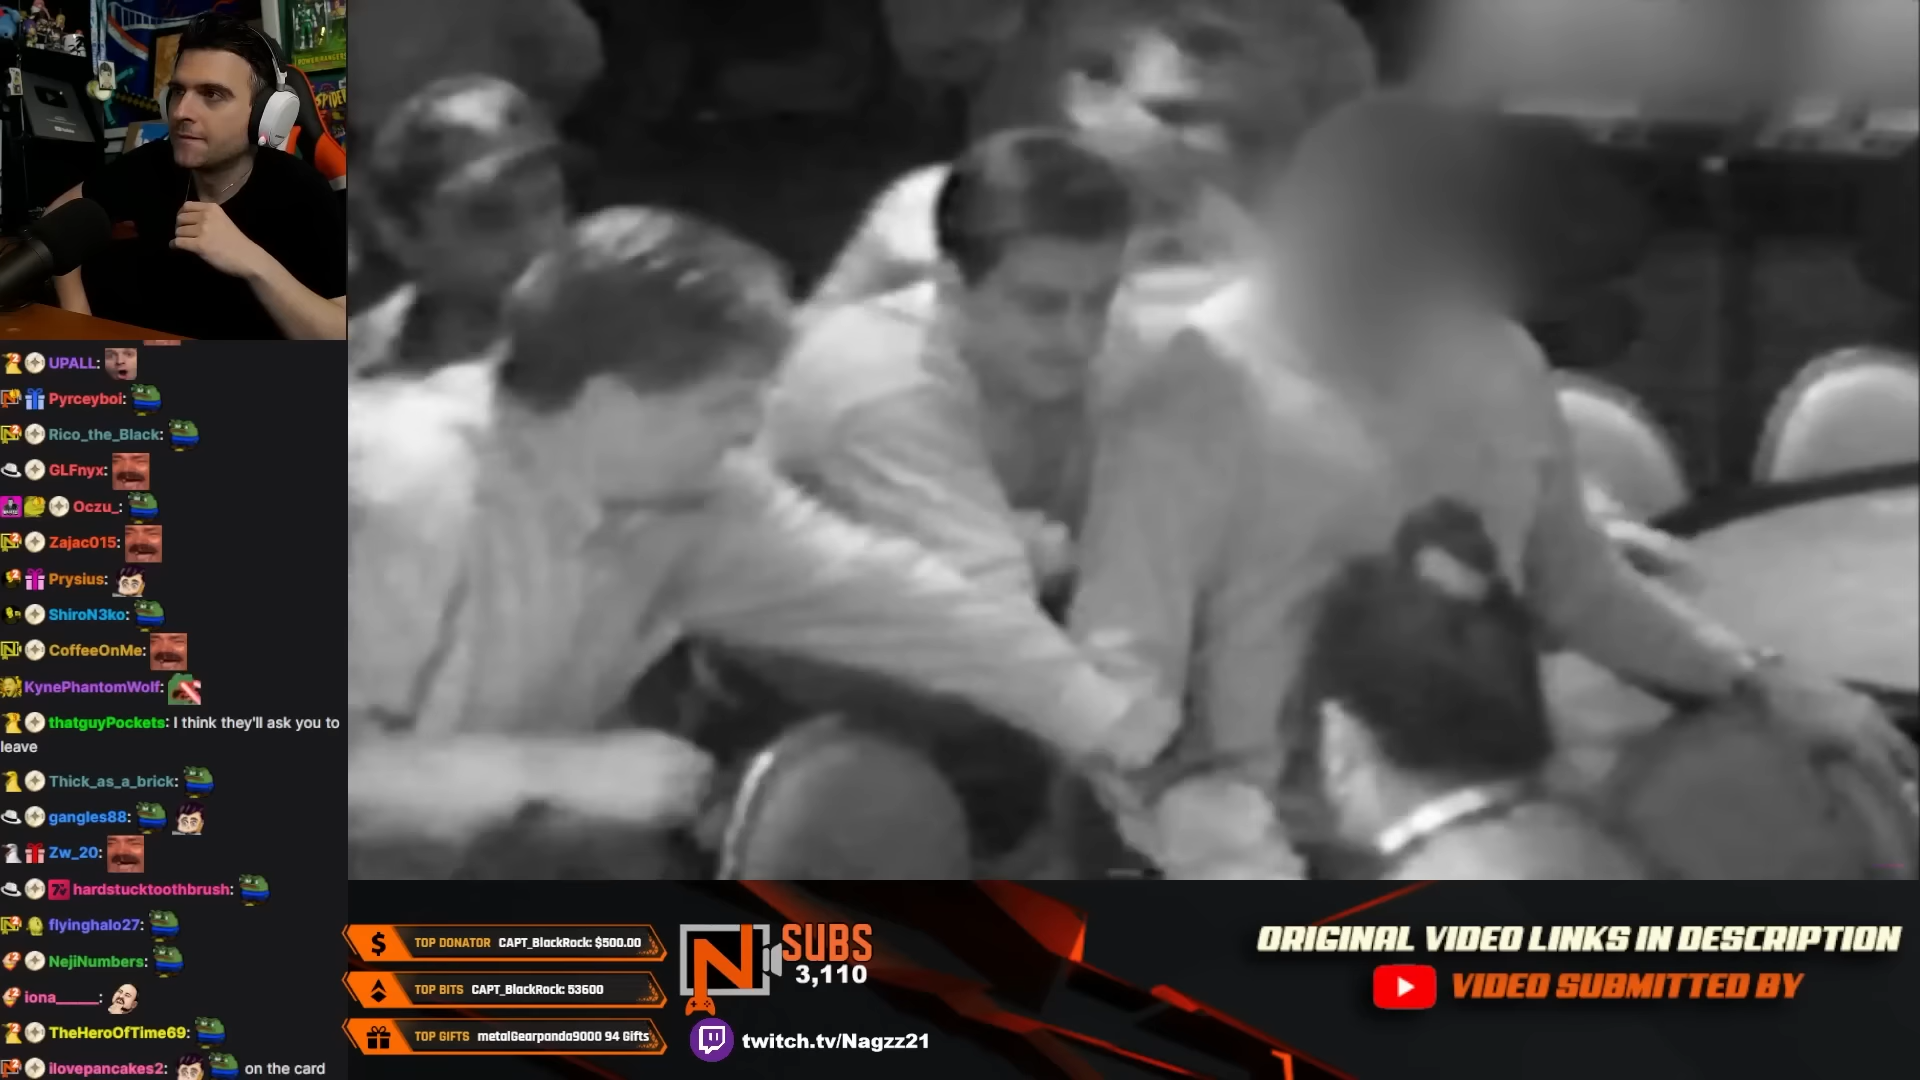 POWER RANGERS
SPIDER
UPALL:
Pyrceyboi:
Rico_the_Black:
GLFnyx:
Oczu_:
Zajac015:
Prysius:
ShiroN3ko:
CoffeeOnMe:
KynePhantomWolf:
thatguyPockets: I think they'll ask you to
leave
Thick_as_a_brick:
gangles88:
Zw_20:
hardstucktoothbrush:
flyinghalo27:
NejiNumbers:
iona_____:
TheHeroOfTime69:
ilovepancakes2: on the card
TOP DONATOR CAPT_BlackRock: $500.00
TOP BITS CAPT_BlackRock: 53600
TOP GIFTS metalGearpanda9000 94 Gifts
N SUBS
3,110
twitch.tv/Nagzz21
ORIGINAL VIDEO LINKS IN DESCRIPTION
VIDEO SUBMITTED BY